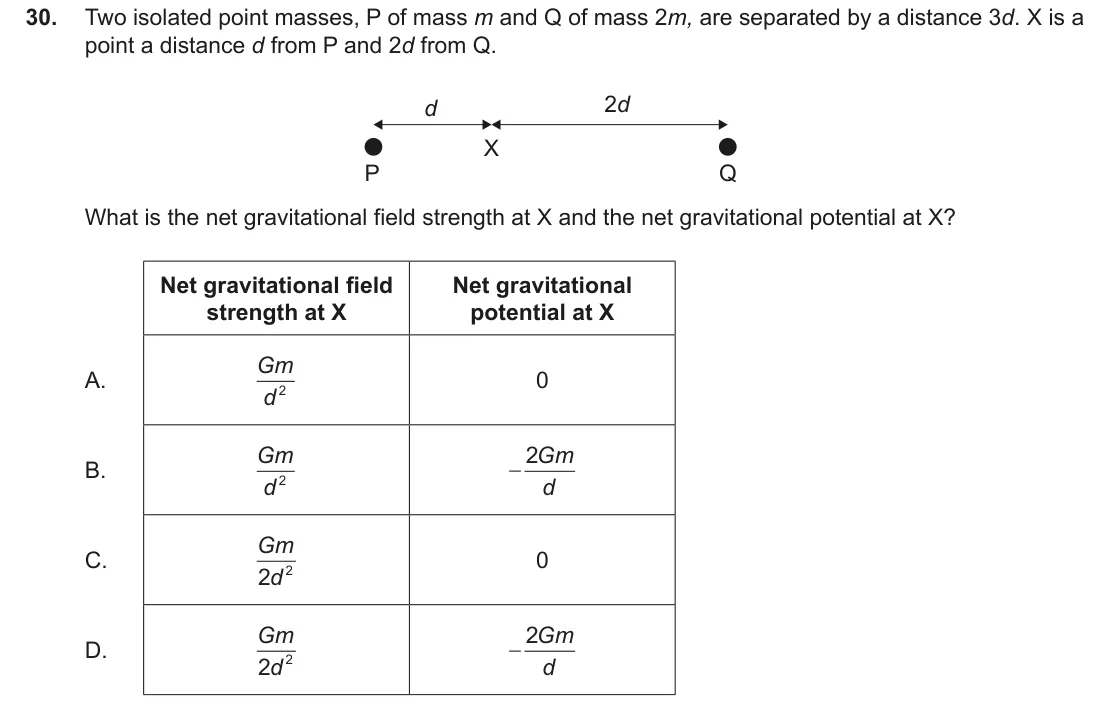 30. Two isolated point masses, P of mass m and Q of mass 2m, are separated by a distance 3d. X is a
point a distance d from P and 2d from Q.
d
2d
X
P
Q
What is the net gravitational field strength at X and the net gravitational potential at X?
Net gravitational field
strength at X
Net gravitational
potential at X
A.
Gm
d²
0
B.
Gm
d²
−2Gm
d
C.
Gm
2d²
0
D.
Gm
2d²
−2Gm
d